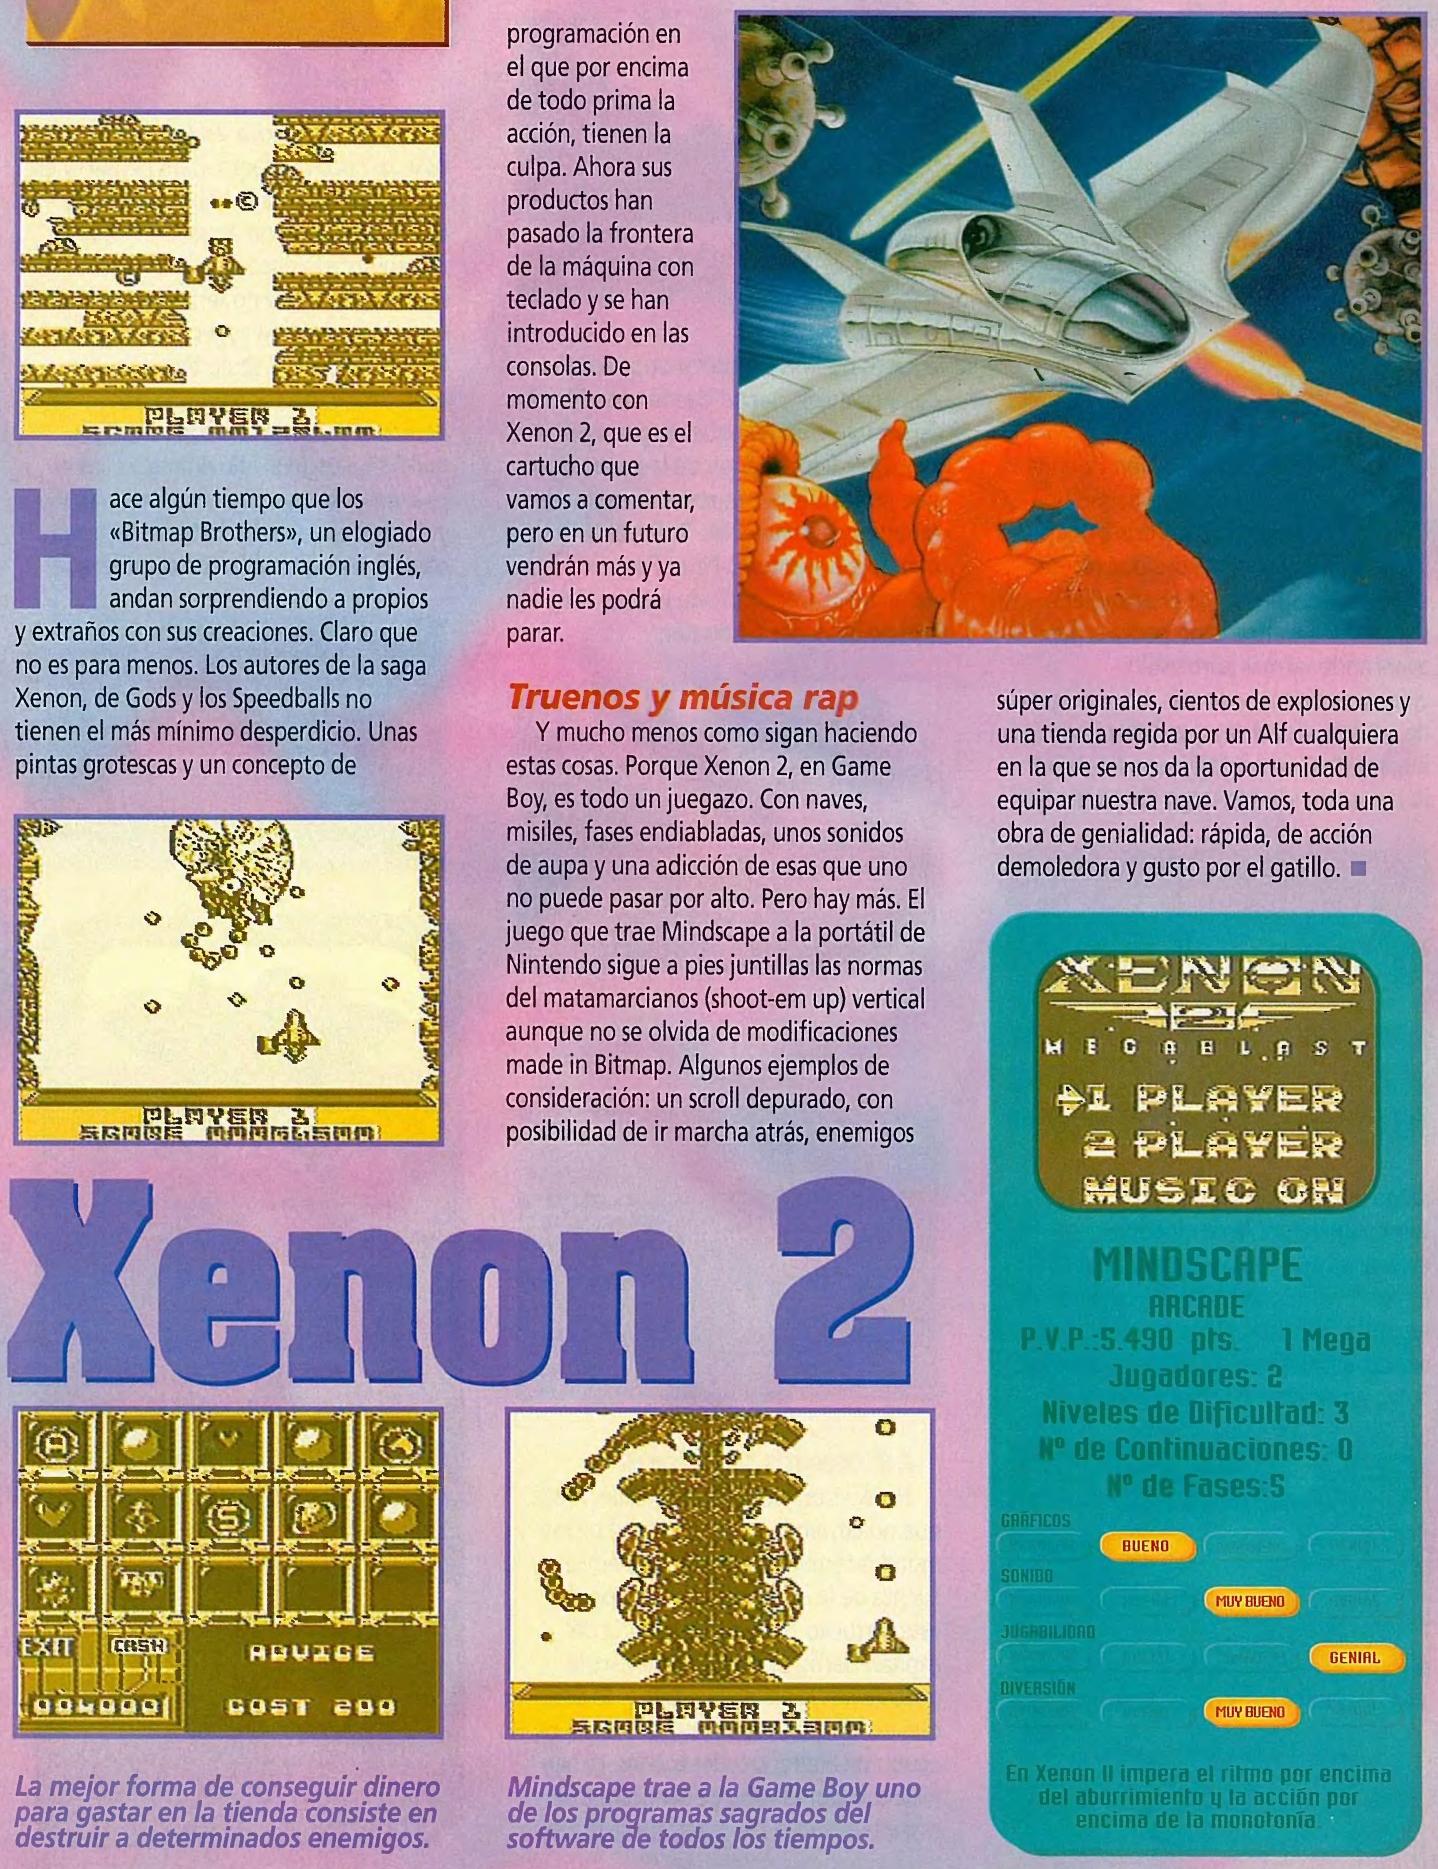 Hace algún tiempo que los
«Bitmap Brothers», un elogiado
grupo de programación inglés,
andan sorprendiendo a propios
y extraños con sus creaciones. Claro que
no es para menos. Los autores de la saga
Xenon, de Gods y los Speedballs no
tienen el más mínimo desperdicio. Unas
pintas grotescas y un concepto de
programación en
el que por encima
de todo prima la
acción, tienen la
culpa. Ahora sus
productos han
pasado la frontera
de la máquina con
teclado y se han
introducido en las
consolas. De
momento con
Xenon 2, que es el
cartucho que
vamos a comentar,
pero en un futuro
vendrán más y ya
nadie les podrá
parar.
Truenos y música rap
Y mucho menos como sigan haciendo
estas cosas. Porque Xenon 2, en Game
Boy, es todo un juegazo. Con naves,
misiles, fases endiabladas, unos sonidos
de aupa y una adicción de esas que uno
no puede pasar por alto. Pero hay más. El
juego que trae Mindscape a la portátil de
Nintendo sigue a pies juntillas las normas
del matamarcianos (shoot-em up) vertical
aunque no se olvida de modificaciones
made in Bitmap. Algunos ejemplos de
consideración: un scroll depurado, con
posibilidad de ir marcha atrás, enemigos
súper originales, cientos de explosiones y
una tienda regida por un Alf cualquiera
en la que se nos da la oportunidad de
equipar nuestra nave. Vamos, toda una
obra de genialidad: rápida, de acción
demoledora y gusto por el gatillo.
PLAYER 1
PLAYER 1
Xenon 2
A
S
EXIT CASH
ADVICE
004000
COST 200
La mejor forma de conseguir dinero
para gastar en la tienda consiste en
destruir a determinados enemigos.
PLAYER 1
Mindscape trae a la Game Boy uno
de los programas sagrados del
software de todos los tiempos.
XENON
2
MEGABLAST
1 PLAYER
2 PLAYER
MUSIC ON
MINDSCAPE
ARCADE
P.V.P.:5.490 pts. 1 Mega
Jugadores: 2
Niveles de Dificultad: 3
Nº de Continuaciones: 0
Nº de Fases:5
GRÁFICOS
BUENO
SONIDO
MUY BUENO
JUGABILIDAD
GENIAL
DIVERSIÓN
MUY BUENO
En Xenon II impera el ritmo por encima
del aburrimiento y la acción por
encima de la monotonía.